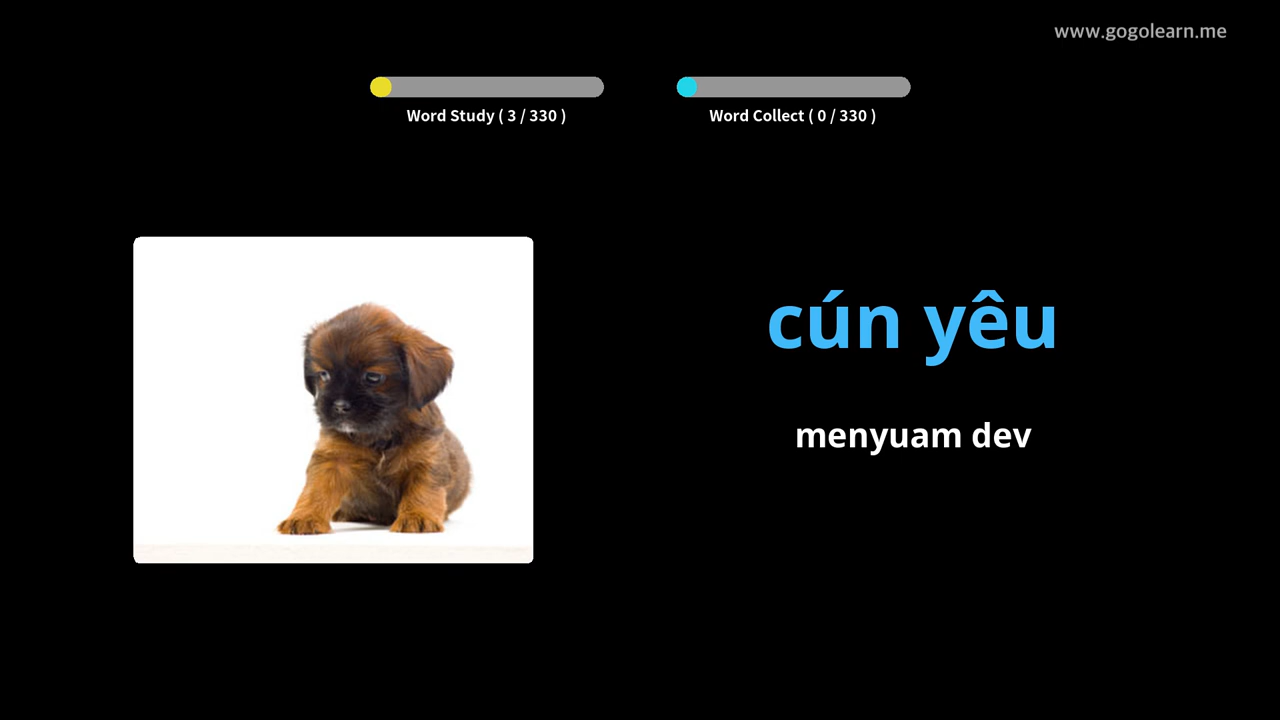 www.gogolearn.me
Word Study ( 3 / 330 )
Word Collect ( 0 / 330 )
cún yêu
menyuam dev